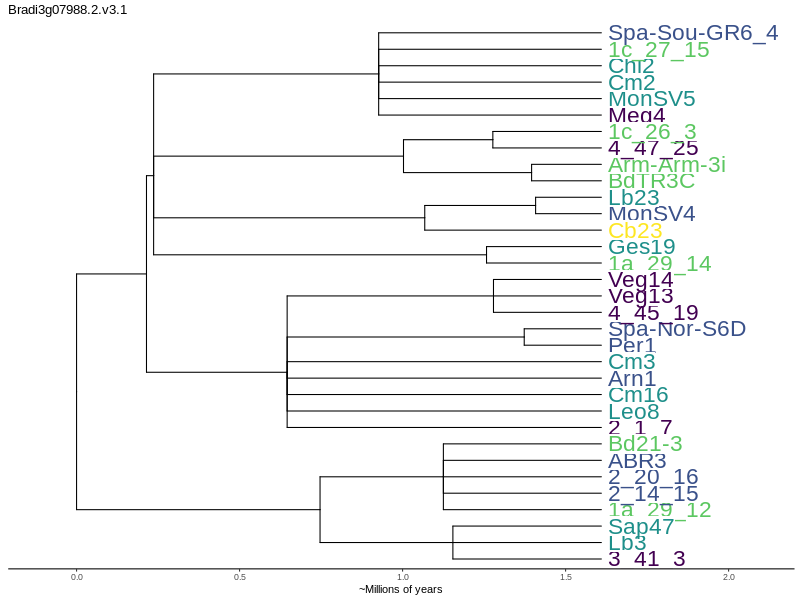 Bradi3g07988.2.v3.1
Spa-Sou-GR6_4
1c_27_15
Chi2
Cm2
MonSV5
Meg4
1c_26_3
4_47_25
Arm-Arm-3i
BdTR3C
Lb23
MonSV4
Cb23
Ges19
1a_29_14
Veg14
Veg13
4_45_19
Spa-Nor-S6D
Per1
Cm3
Arn1
Cm16
Leo8
2_1_7
Bd21-3
ABR3
2_20_16
2_14_15
1a_29_12
Sap47
Lb3
3_41_3
0.0 0.5 1.0 1.5 2.0
~Millions of years